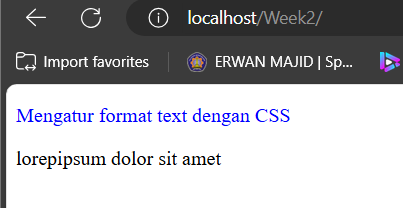 localhost/Week2/
Import favorites
ERWAN MAJID | Sp...
Mengatur format text dengan CSS
lorepipsum dolor sit amet